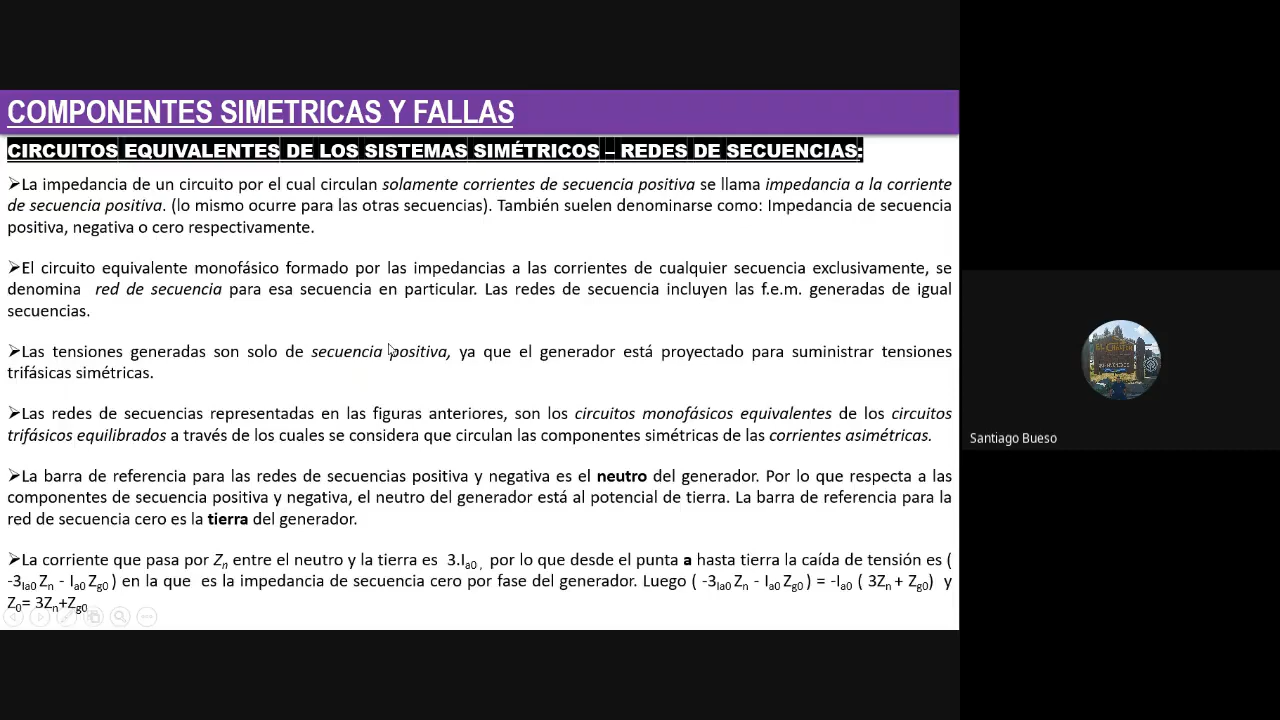 COMPONENTES SIMETRICAS Y FALLAS
CIRCUITOS EQUIVALENTES DE LOS SISTEMAS SIMÉTRICOS – REDES DE SECUENCIAS:
➢La impedancia de un circuito por el cual circulan solamente corrientes de secuencia positiva se llama impedancia a la corriente
de secuencia positiva. (lo mismo ocurre para las otras secuencias). También suelen denominarse como: Impedancia de secuencia
positiva, negativa o cero respectivamente.
➢El circuito equivalente monofásico formado por las impedancias a las corrientes de cualquier secuencia exclusivamente, se
denomina red de secuencia para esa secuencia en particular. Las redes de secuencia incluyen las f.e.m. generadas de igual
secuencias.
➢Las tensiones generadas son solo de secuencia positiva, ya que el generador está proyectado para suministrar tensiones
trifásicas simétricas.
➢Las redes de secuencias representadas en las figuras anteriores, son los circuitos monofásicos equivalentes de los circuitos
trifásicos equilibrados a través de los cuales se considera que circulan las componentes simétricas de las corrientes asimétricas.
➢La barra de referencia para las redes de secuencias positiva y negativa es el neutro del generador. Por lo que respecta a las
componentes de secuencia positiva y negativa, el neutro del generador está al potencial de tierra. La barra de referencia para la
red de secuencia cero es la tierra del generador.
➢La corriente que pasa por Zn entre el neutro y la tierra es 3.Ia0 , por lo que desde el punta a hasta tierra la caída de tensión es (
-3Ia0 Zn - Ia0 Zg0 ) en la que es la impedancia de secuencia cero por fase del generador. Luego ( -3Ia0 Zn - Ia0 Zg0 ) = -Ia0 ( 3Zn + Zg0) y
Z0= 3Zn+Zg0
Santiago Bueso